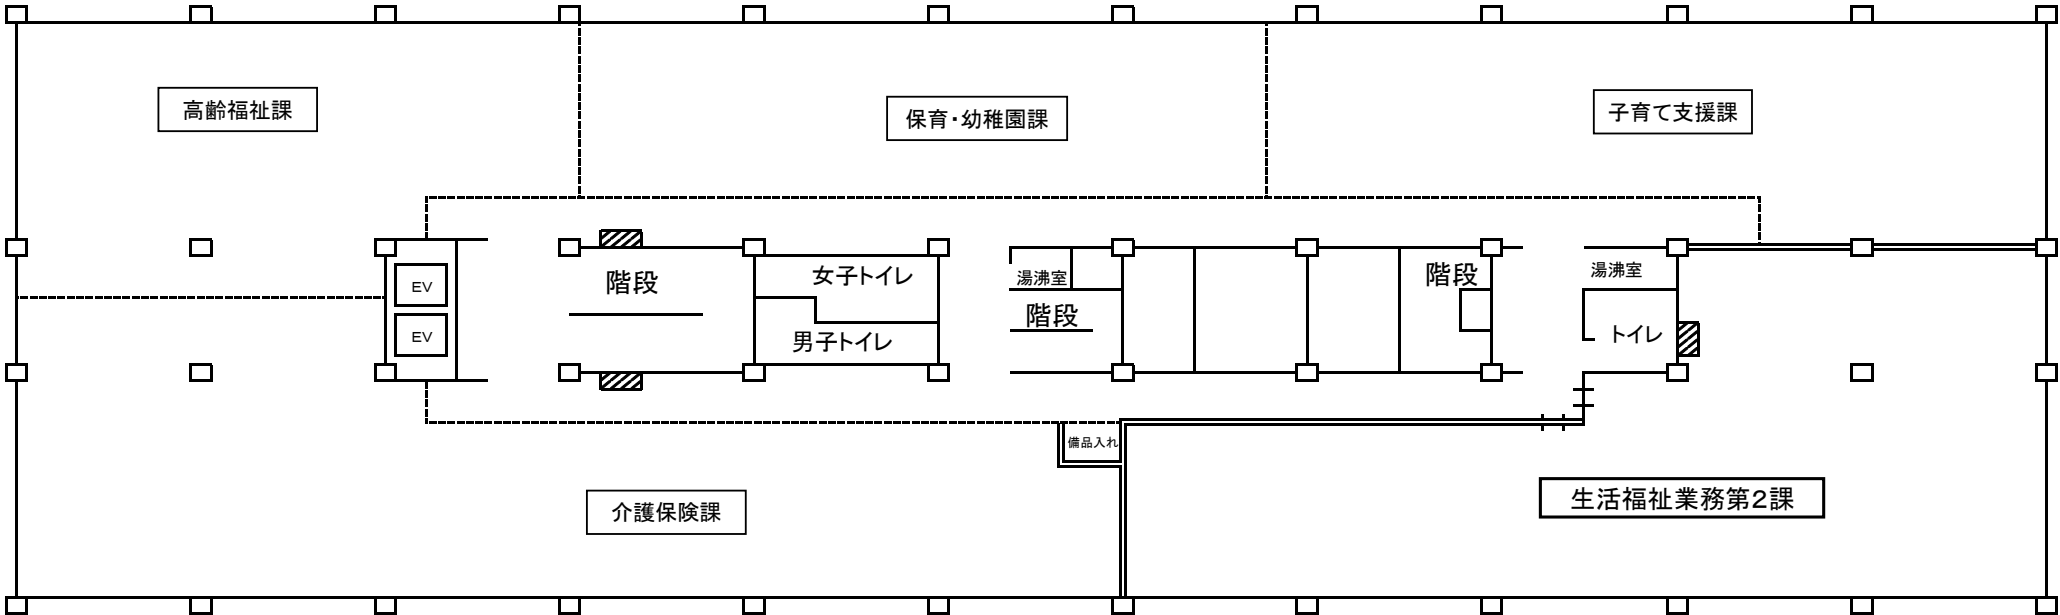 高齢福祉課
保育・幼稚園課
子育て支援課
EV
EV
階段
女子トイレ
男子トイレ
湯沸室
階段
階段
湯沸室
トイレ
備品入れ
介護保険課
生活福祉業務第2課